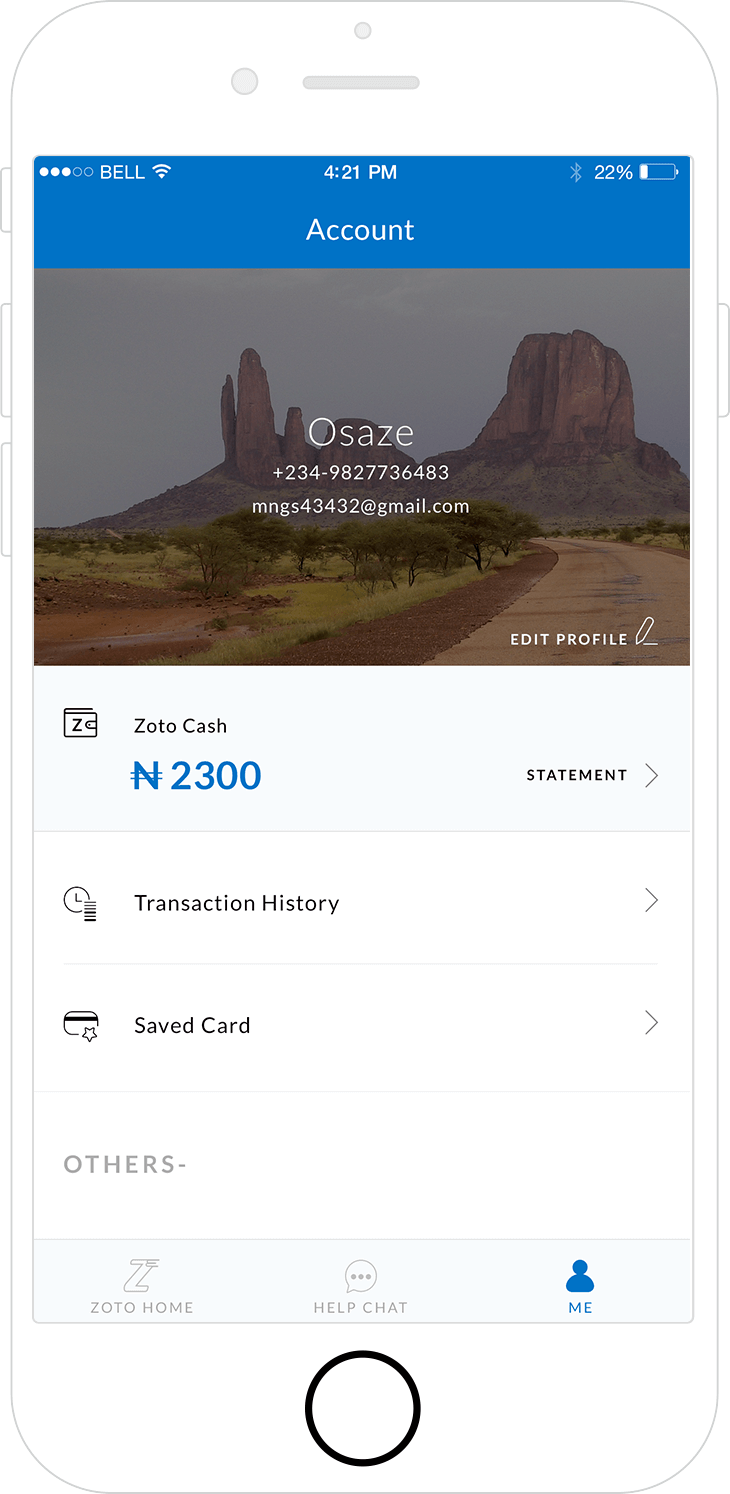 BELL 4:21 PM 22%
Account
Osaze
+234-9827736483
mngs43432@gmail.com
EDIT PROFILE
Zoto Cash
₦ 2300
STATEMENT
Transaction History
Saved Card
OTHERS-
ZOTO HOME
HELP CHAT
ME